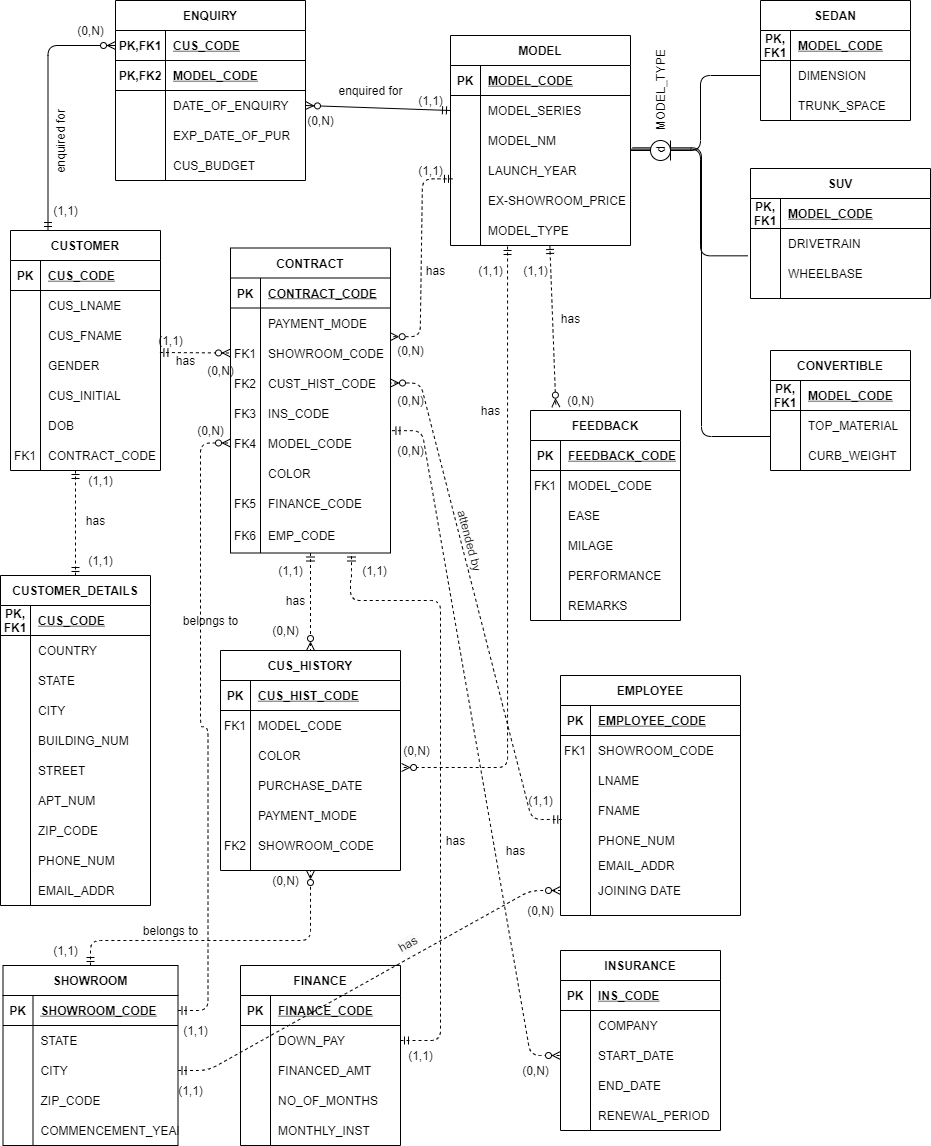 ENQUIRY
PK,FK1 CUS_CODE
PK,FK2 MODEL_CODE
DATE_OF_ENQUIRY
EXP_DATE_OF_PUR
CUS_BUDGET
(0,N)
enquired for
(1,1)
(0,N)
enquired for
(1,1)
MODEL
PK MODEL_CODE
MODEL_SERIES
MODEL_NM
LAUNCH_YEAR
EX-SHOWROOM_PRICE
MODEL_TYPE
(1,1)
MODEL_TYPE
d
SEDAN
PK,
FK1 MODEL_CODE
DIMENSION
TRUNK_SPACE
SUV
PK,
FK1 MODEL_CODE
DRIVETRAIN
WHEELBASE
CONVERTIBLE
PK,
FK1 MODEL_CODE
TOP_MATERIAL
CURB_WEIGHT
CUSTOMER
PK CUS_CODE
CUS_LNAME
CUS_FNAME
GENDER
CUS_INITIAL
DOB
FK1 CONTRACT_CODE
(1,1)
has
(0,N)
(1,1)
has
(1,1)
CONTRACT
PK CONTRACT_CODE
PAYMENT_MODE
FK1 SHOWROOM_CODE
FK2 CUST_HIST_CODE
FK3 INS_CODE
FK4 MODEL_CODE
COLOR
FK5 FINANCE_CODE
FK6 EMP_CODE
has
(0,N)
(0,N)
(0,N)
(0,N)
(1,1)
(1,1)
(1,1)
(1,1)
has
has
(0,N)
FEEDBACK
PK FEEDBACK_CODE
FK1 MODEL_CODE
EASE
MILAGE
PERFORMANCE
REMARKS
attended by
has
(0,N)
belongs to
CUSTOMER_DETAILS
PK,
FK1 CUS_CODE
COUNTRY
STATE
CITY
BUILDING_NUM
STREET
APT_NUM
ZIP_CODE
PHONE_NUM
EMAIL_ADDR
CUS_HISTORY
PK CUS_HIST_CODE
FK1 MODEL_CODE
COLOR
PURCHASE_DATE
PAYMENT_MODE
FK2 SHOWROOM_CODE
(0,N)
(0,N)
has
has
(1,1)
EMPLOYEE
PK EMPLOYEE_CODE
FK1 SHOWROOM_CODE
LNAME
FNAME
PHONE_NUM
EMAIL_ADDR
JOINING DATE
(0,N)
has
belongs to
(1,1)
SHOWROOM
PK SHOWROOM_CODE
STATE
CITY
ZIP_CODE
COMMENCEMENT_YEA
(1,1)
(1,1)
FINANCE
PK FINANCE_CODE
DOWN_PAY
FINANCED_AMT
NO_OF_MONTHS
MONTHLY_INST
(1,1)
(0,N)
INSURANCE
PK INS_CODE
COMPANY
START_DATE
END_DATE
RENEWAL_PERIOD